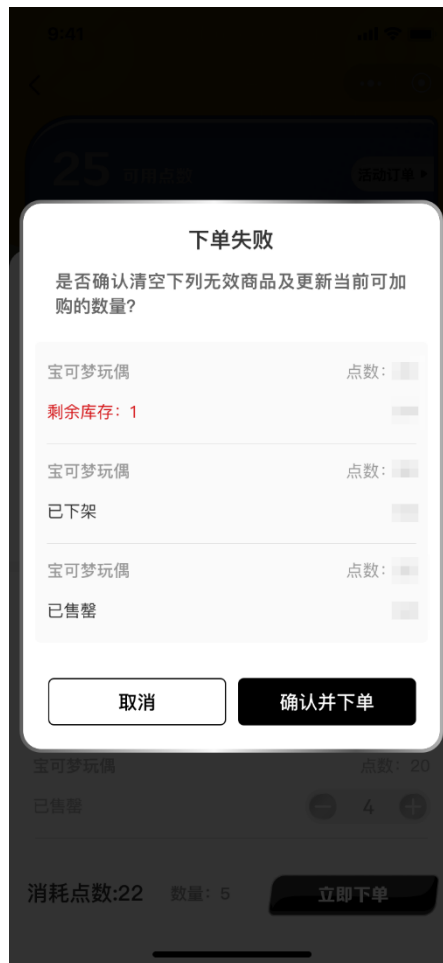 9:41
25 可用点数
活动订单
下单失败
是否确认清空下列无效商品及更新当前可加
购的数量?
宝可梦玩偶 点数:
剩余库存: 1
宝可梦玩偶 点数:
已下架
宝可梦玩偶 点数:
已售罄
取消 确认并下单
宝可梦玩偶 点数: 20
已售罄 4
消耗点数:22 数量: 5 立即下单